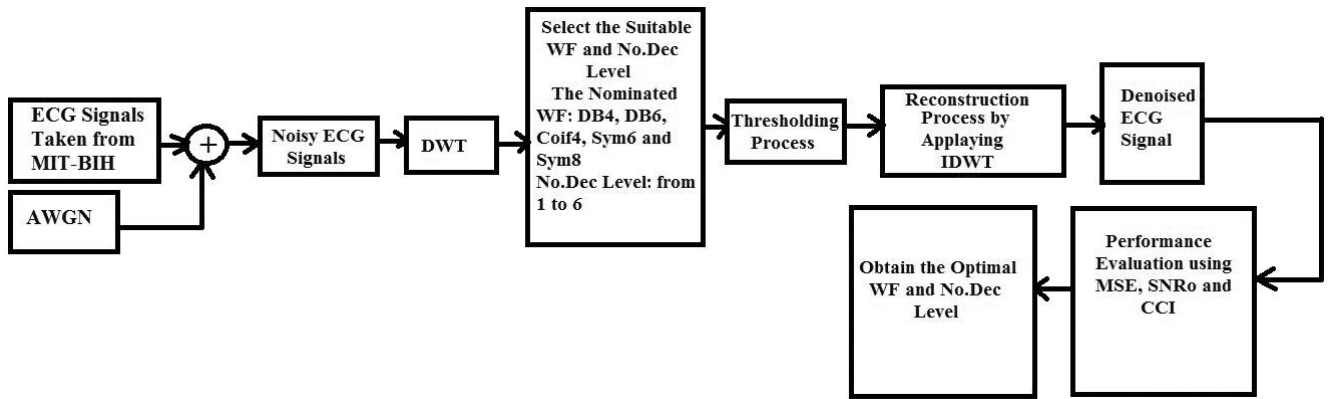 ECG Signals
Taken from
MIT-BIH
AWGN
+
Noisy ECG
Signals
DWT
Select the Suitable
WF and No.Dec
Level
The Nominated
WF: DB4, DB6,
Coif4, Sym6 and
Sym8
No.Dec Level: from
1 to 6
Thresholding
Process
Reconstruction
Process by
Applaying
IDWT
Denoised
ECG
Signal
Performance
Evaluation using
MSE, SNRo and
CCI
Obtain the Optimal
WF and No.Dec
Level